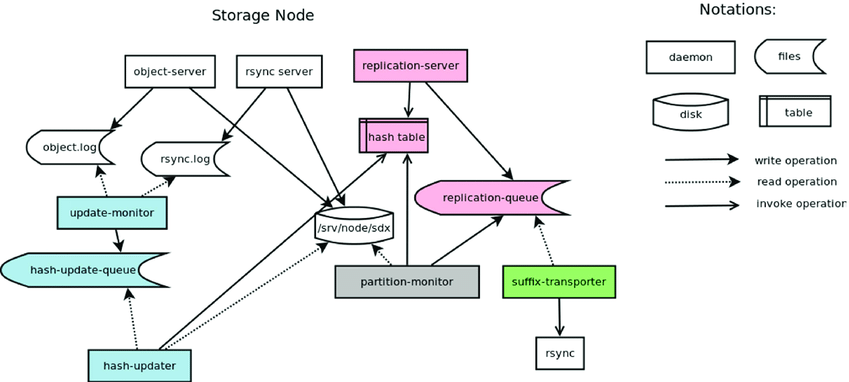 Storage Node
Notations:
object-server
rsync server
replication-server
daemon
files
object.log
rsync.log
hash table
disk
table
update-monitor
replication-queue
write operation
read operation
invoke operation
/srv/node/sdx
hash-update-queue
partition-monitor
suffix-transporter
hash-updater
rsync